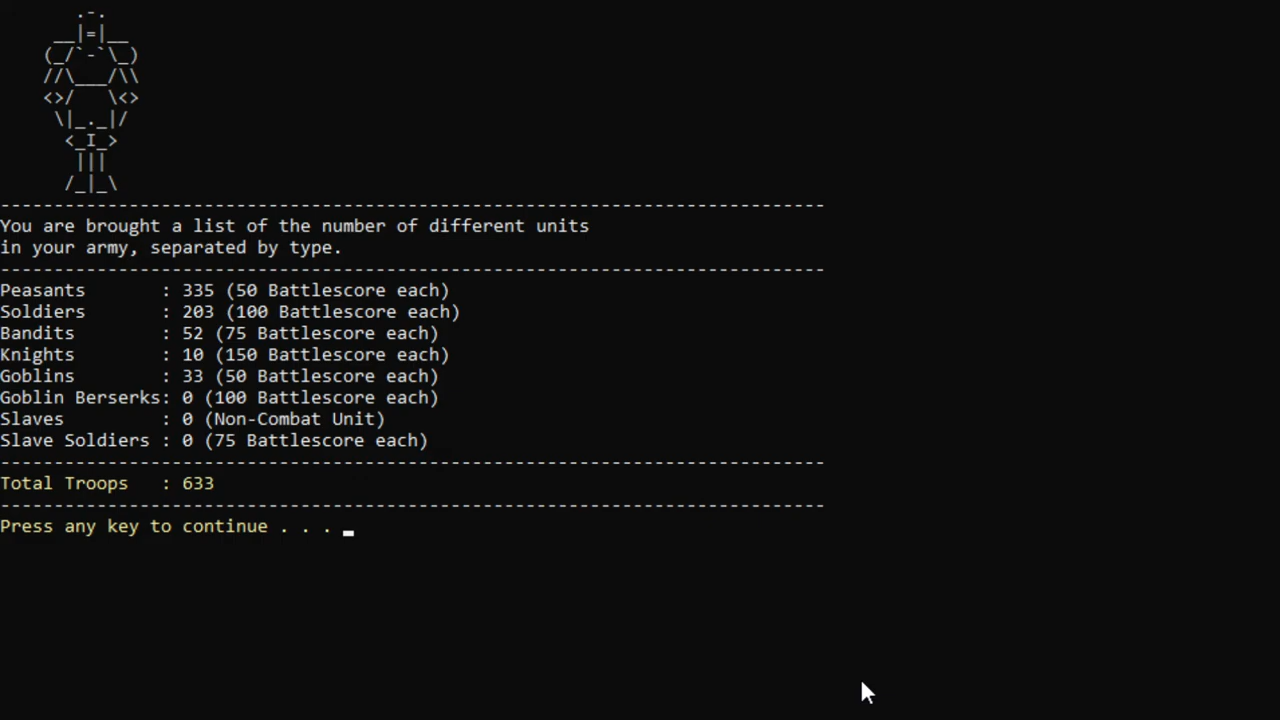 You are brought a list of the number of different units
in your army, separated by type.
Peasants : 335 (50 Battlescore each)
Soldiers : 203 (100 Battlescore each)
Bandits : 52 (75 Battlescore each)
Knights : 10 (150 Battlescore each)
Goblins : 33 (50 Battlescore each)
Goblin Berserks: 0 (100 Battlescore each)
Slaves : 0 (Non-Combat Unit)
Slave Soldiers : 0 (75 Battlescore each)
Total Troops : 633
Press any key to continue . . .